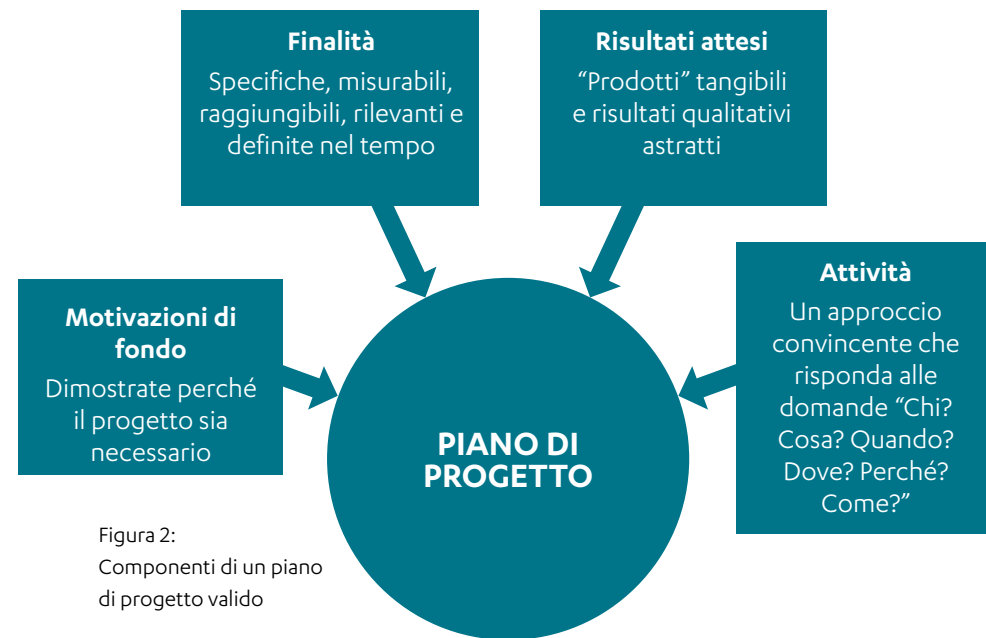 Finalità
Specifiche, misurabili,
raggiungibili, rilevanti e
definite nel tempo
Risultati attesi
“Prodotti” tangibili
e risultati qualitativi
astratti
Motivazioni di
fondo
Dimostrate perché
il progetto sia
necessario
Attività
Un approccio
convincente che
risponda alle
domande “Chi?
Cosa? Quando?
Dove? Perché?
Come?”
PIANO DI
PROGETTO
Figura 2:
Componenti di un piano
di progetto valido